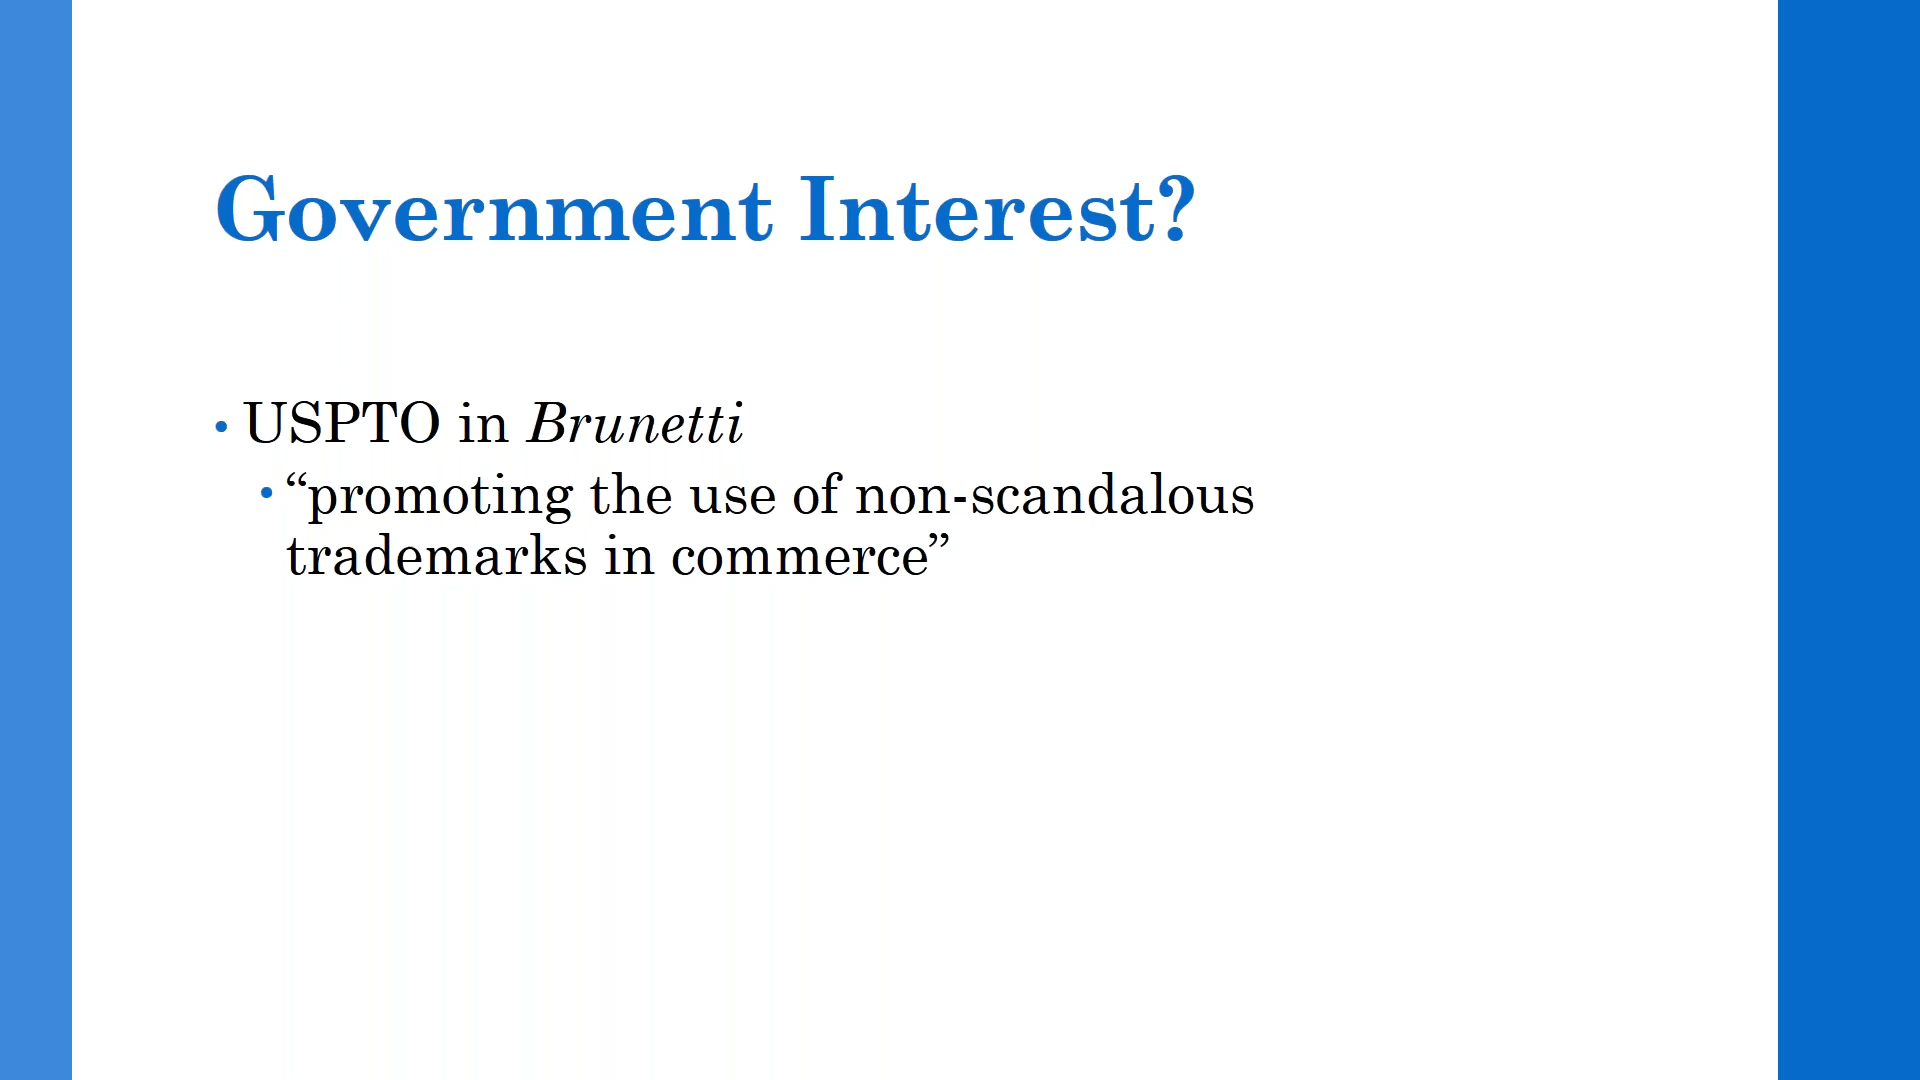 Government Interest?
• USPTO in Brunetti
• “promoting the use of non-scandalous
trademarks in commerce”